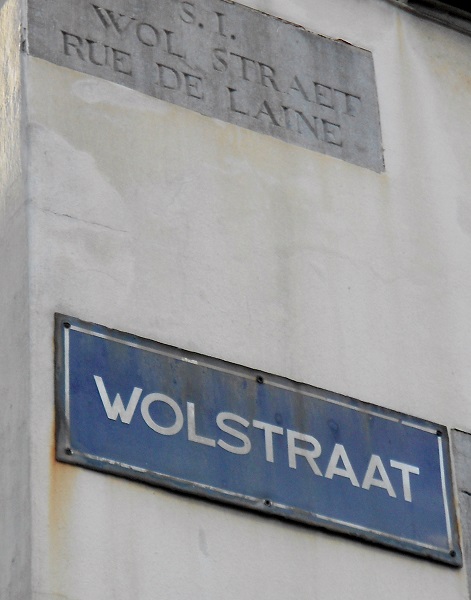 S. I.
WOL STRAET
RUE DE LAINE
WOLSTRAAT